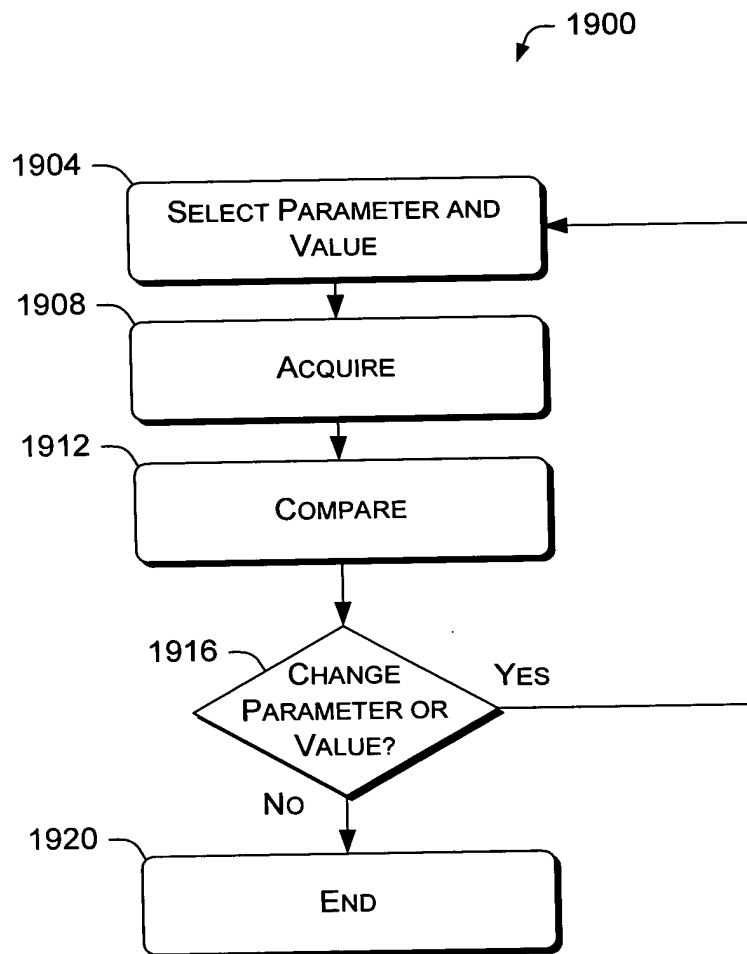 1900
1904
SELECT PARAMETER AND
VALUE
1908
ACQUIRE
1912
COMPARE
1916
CHANGE
PARAMETER OR
VALUE?
YES
NO
1920
END